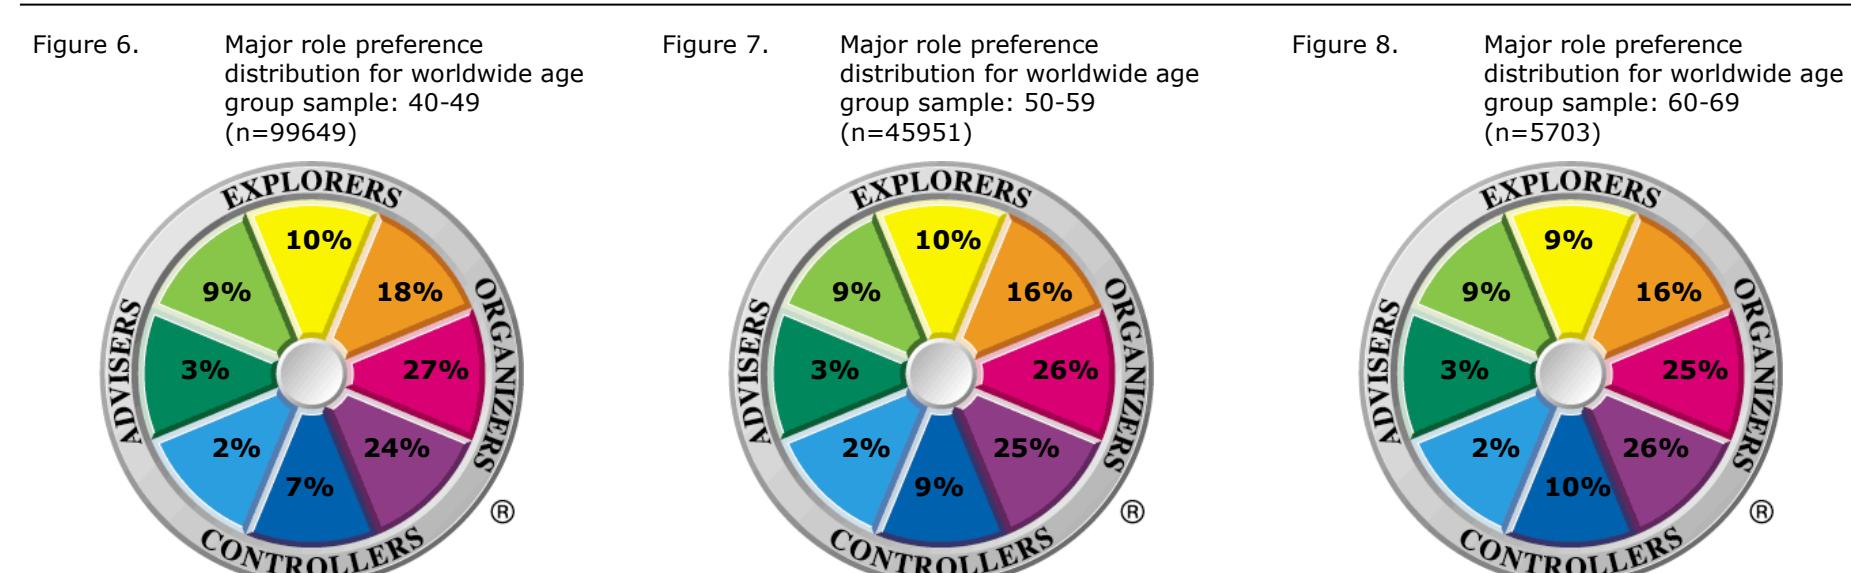 Figure 6.
Major role preference
distribution for worldwide age
group sample: 40-49
(n=99649)
EXPLORERS
10%
9%
18%
ADVISERS
3%
27%
ORGANIZERS
2%
24%
7%
®
CONTROLLERS
Figure 7.
Major role preference
distribution for worldwide age
group sample: 50-59
(n=45951)
EXPLORERS
10%
9%
16%
ADVISERS
3%
26%
ORGANIZERS
2%
25%
9%
®
CONTROLLERS
Figure 8.
Major role preference
distribution for worldwide age
group sample: 60-69
(n=5703)
EXPLORERS
9%
9%
16%
ADVISERS
3%
25%
ORGANIZERS
2%
26%
10%
®
CONTROLLERS